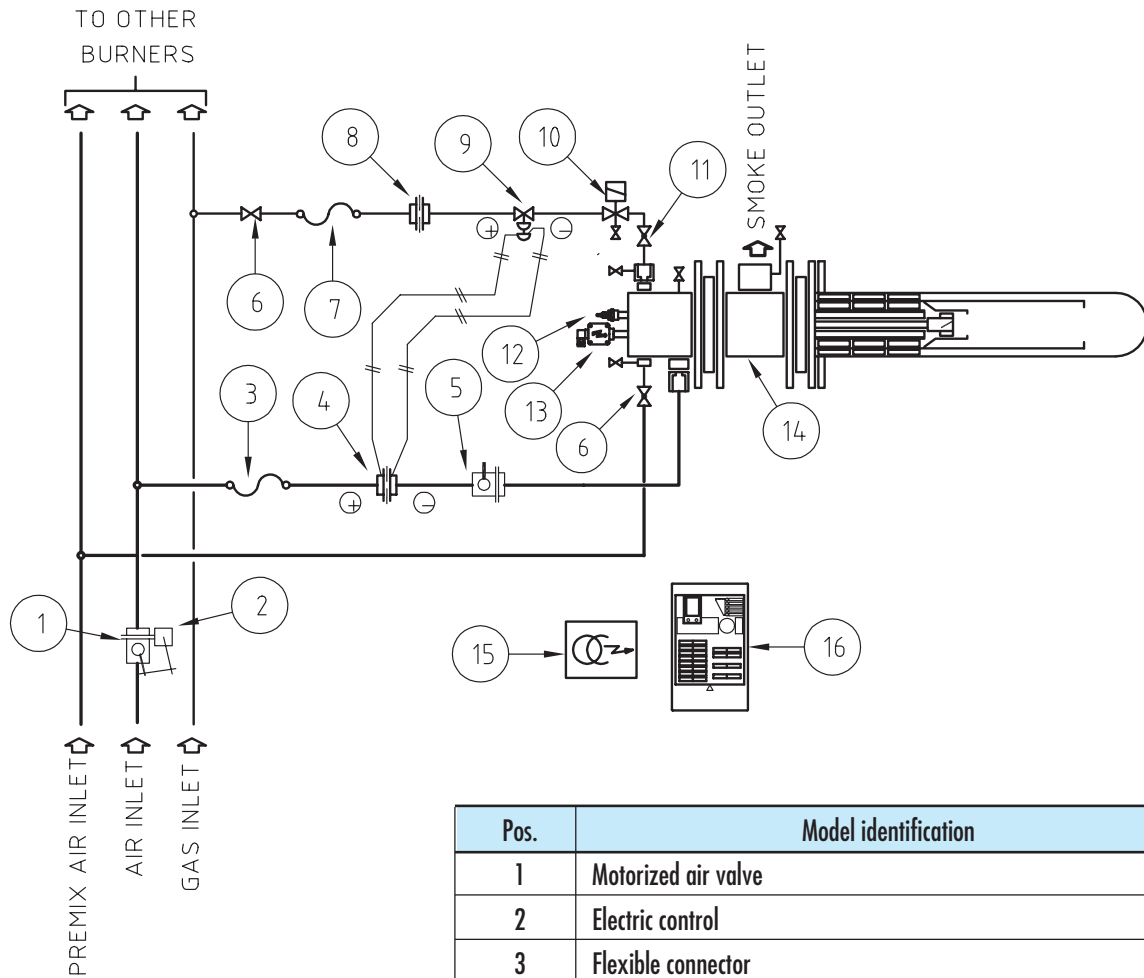 TO OTHER
BURNERS
SMOKE OUTLET
8
9
10
11
+
−
6
7
12
13
3
4
5
6
14
+
−
1
2
15
16
PREMIX AIR INLET
AIR INLET
GAS INLET
Pos. Model identification
1 Motorized air valve
2 Electric control
3 Flexible connector